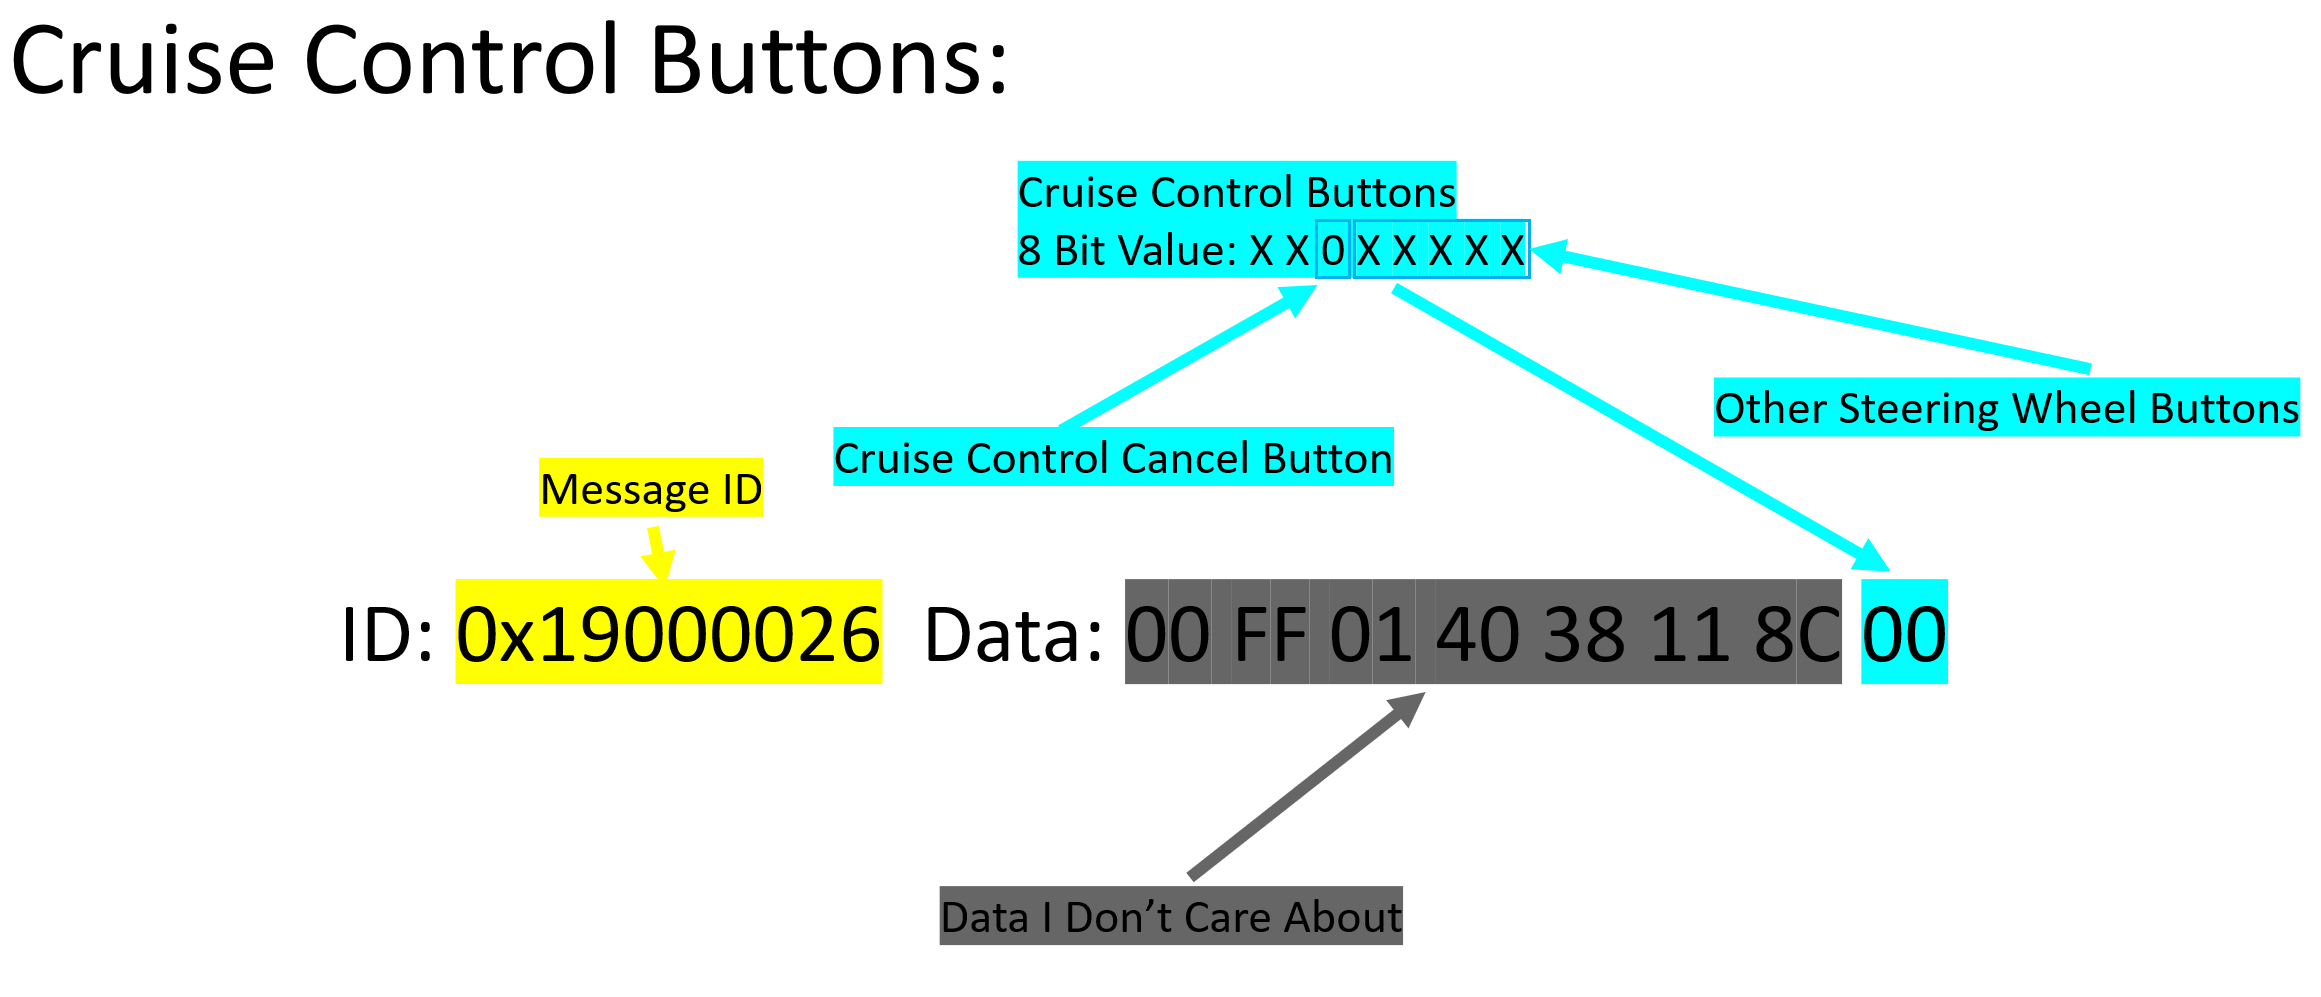 Cruise Control Buttons:
Cruise Control Buttons
8 Bit Value: X X 0 X X X X X
Other Steering Wheel Buttons
Cruise Control Cancel Button
Message ID
ID: 0x19000026 Data: 00 FF 01 40 38 11 8C 00
Data I Don’t Care About